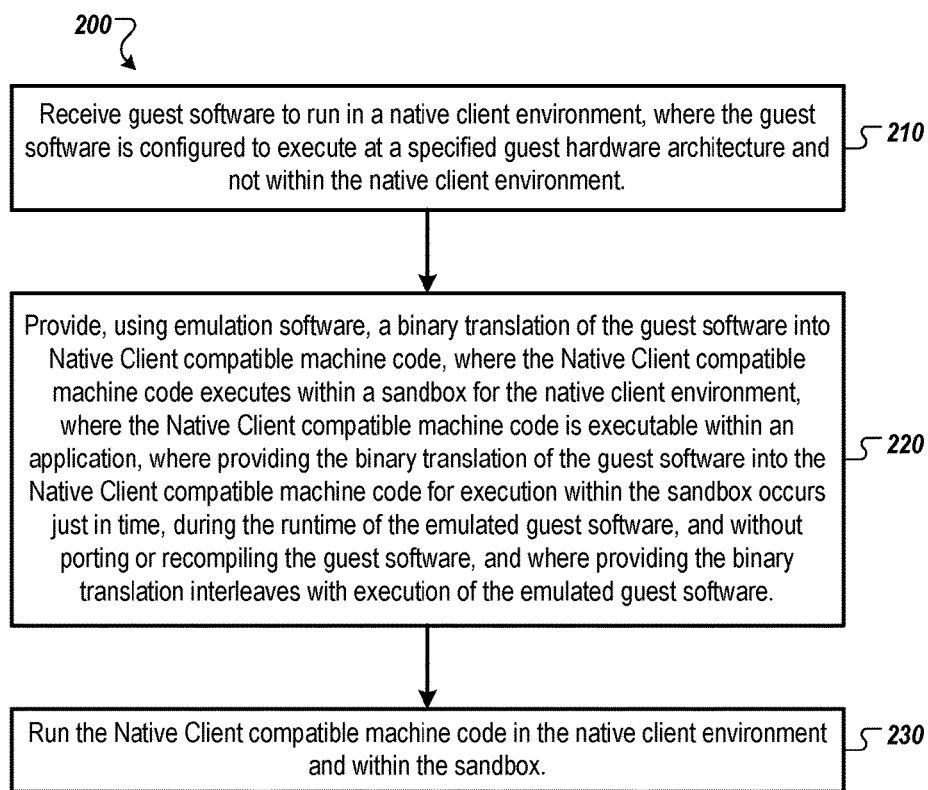 200
Receive guest software to run in a native client environment, where the guest
software is configured to execute at a specified guest hardware architecture and
not within the native client environment.
210
Provide, using emulation software, a binary translation of the guest software into
Native Client compatible machine code, where the Native Client compatible
machine code executes within a sandbox for the native client environment,
where the Native Client compatible machine code is executable within an
application, where providing the binary translation of the guest software into the
Native Client compatible machine code for execution within the sandbox occurs
just in time, during the runtime of the emulated guest software, and without
porting or recompiling the guest software, and where providing the binary
translation interleaves with execution of the emulated guest software.
220
Run the Native Client compatible machine code in the native client environment
and within the sandbox.
230